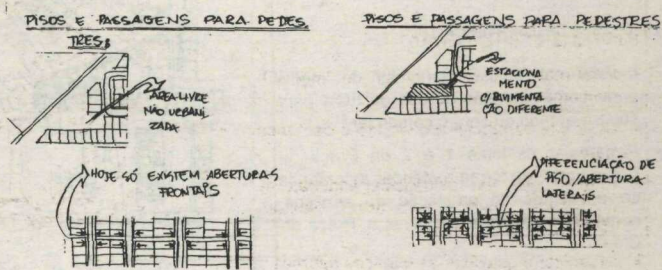 PISOS E PASSAGENS PARA PEDES.
TRES.
ÁREA LIVRE
NÃO URBANI
ZADA
HOJE SÓ EXISTEM ABERTURAS
FRONTAIS
PISOS E PASSAGENS PARA PEDESTRES
ESTACIONA
MENTO
C/PAVIMENTA
ÇÃO DIFERENTE
DIFERENCIAÇÃO DE
PISO/ABERTURA
LATERAIS